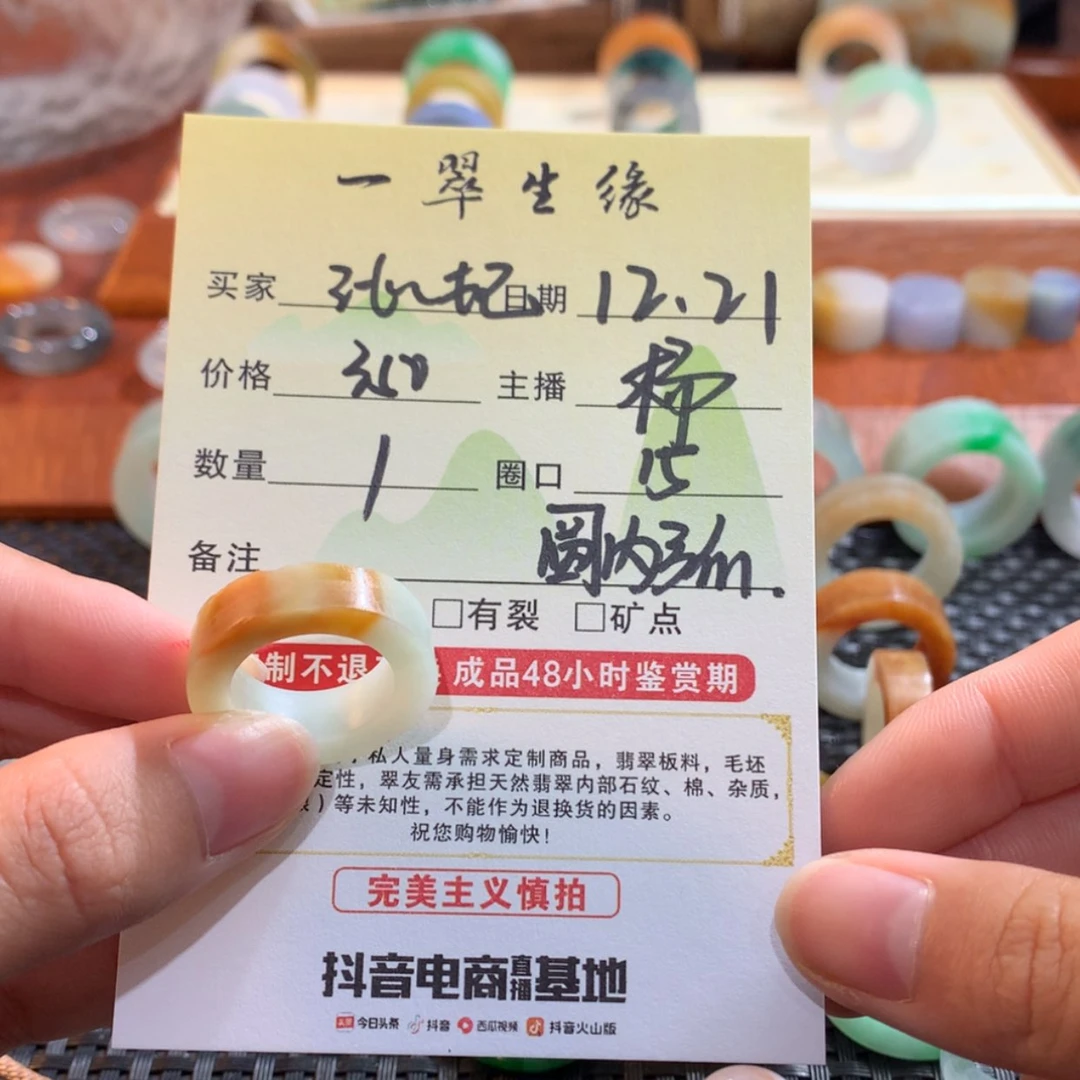 一翠生缘
买家 日期 12.21
价格 主播 杨
数量 1 圈口 15
备注 圈内
□有裂 □矿点
制不退 成品48小时鉴赏期
，私人量身需求定制商品，翡翠板料，毛坯
定性，翠友需承担天然翡翠内部石纹、棉、杂质，
）等未知性，不能作为退换货的因素。
祝您购物愉快！
完美主义慎拍
抖音电商直播基地
今日头条 抖音 西瓜视频 抖音火山版